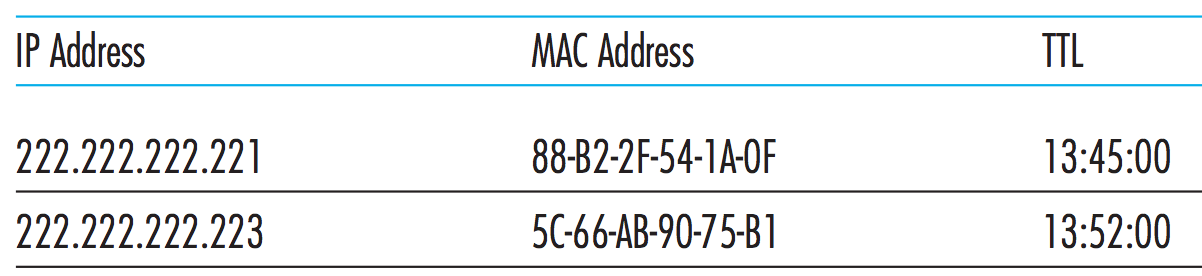 IP Address MAC Address TTL
222.222.222.221 88-B2-2F-54-1A-0F 13:45:00
222.222.222.223 5C-66-AB-90-75-B1 13:52:00